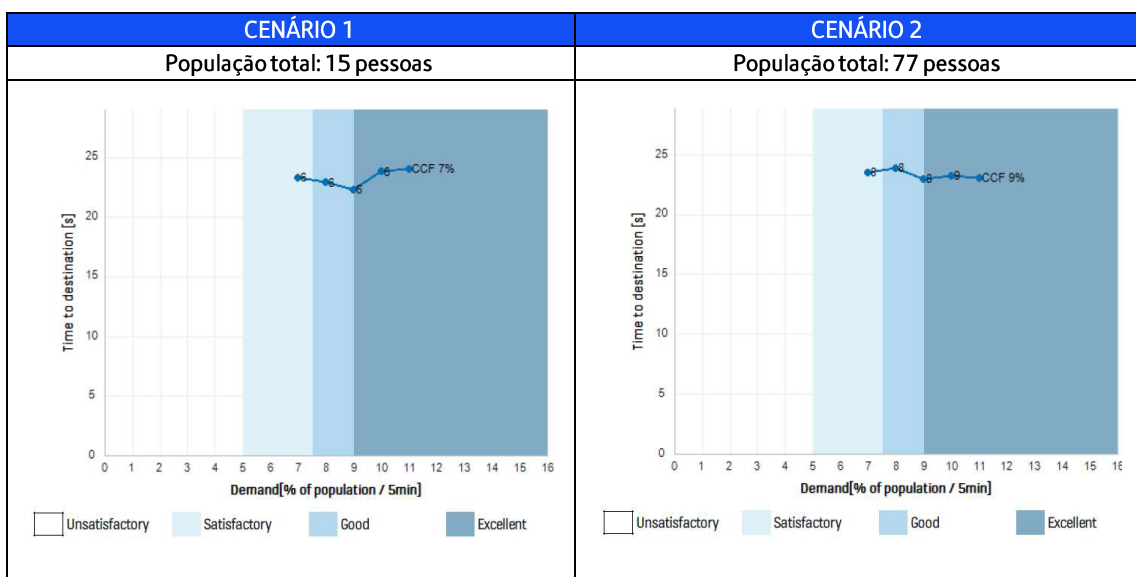 CENÁRIO 1
População total: 15 pessoas
25
20
15
10
5
0
Time to destination [s]
6
6
5
6
CCF 7%
0 1 2 3 4 5 6 7 8 9 10 11 12 13 14 15 16
Demand[% of population / 5min]
Unsatisfactory Satisfactory Good Excellent
CENÁRIO 2
População total: 77 pessoas
25
20
15
10
5
0
Time to destination [s]
8
9
CCF 9%
0 1 2 3 4 5 6 7 8 9 10 11 12 13 14 15 16
Demand[% of population / 5min]
Unsatisfactory Satisfactory Good Excellent